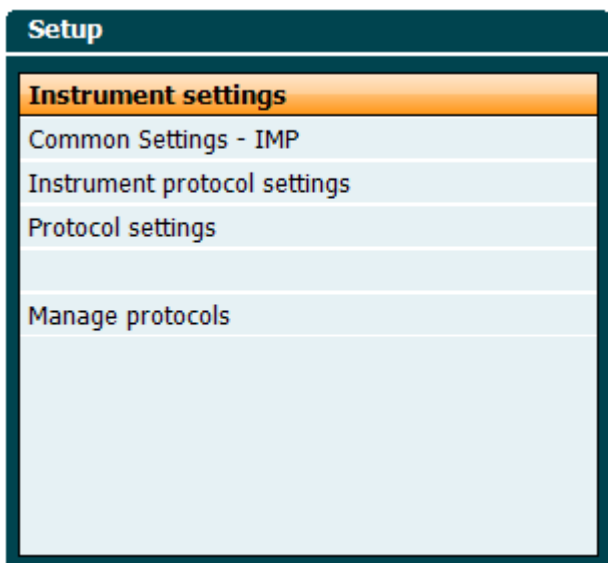 Setup
Instrument settings
Common Settings - IMP
Instrument protocol settings
Protocol settings
Manage protocols